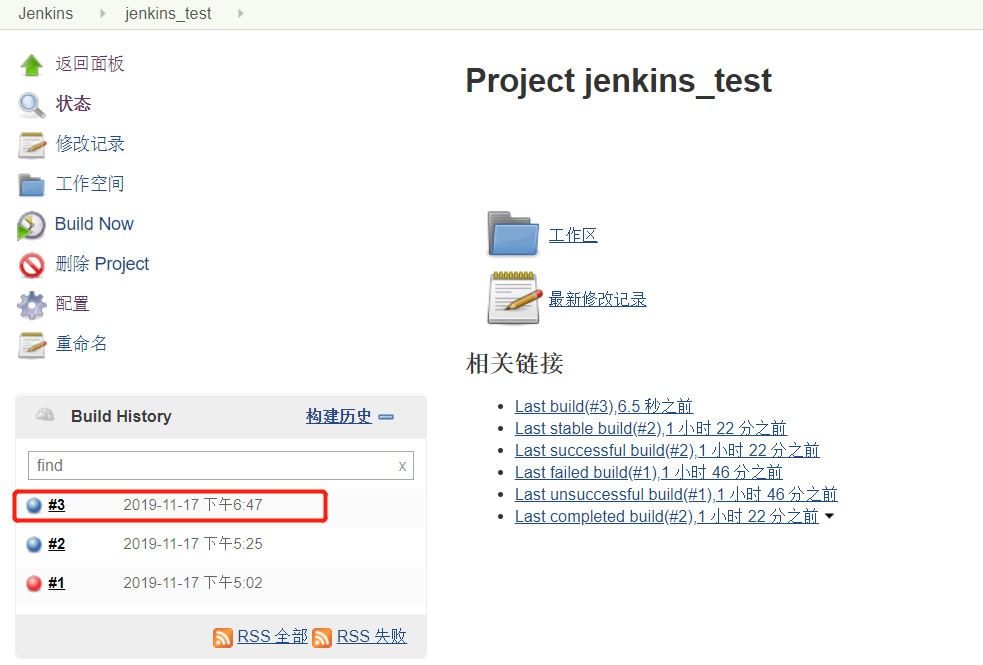 Jenkins jenkins_test
返回面板
状态
修改记录
工作空间
Build Now
删除 Project
配置
重命名
Build History 构建历史
find x
#3 2019-11-17 下午6:47
#2 2019-11-17 下午5:25
#1 2019-11-17 下午5:02
RSS 全部 RSS 失败
Project jenkins_test
工作区
最新修改记录
相关链接
Last build(#3),6.5 秒之前
Last stable build(#2),1 小时 22 分之前
Last successful build(#2),1 小时 22 分之前
Last failed build(#1),1 小时 46 分之前
Last unsuccessful build(#1),1 小时 46 分之前
Last completed build(#2),1 小时 22 分之前